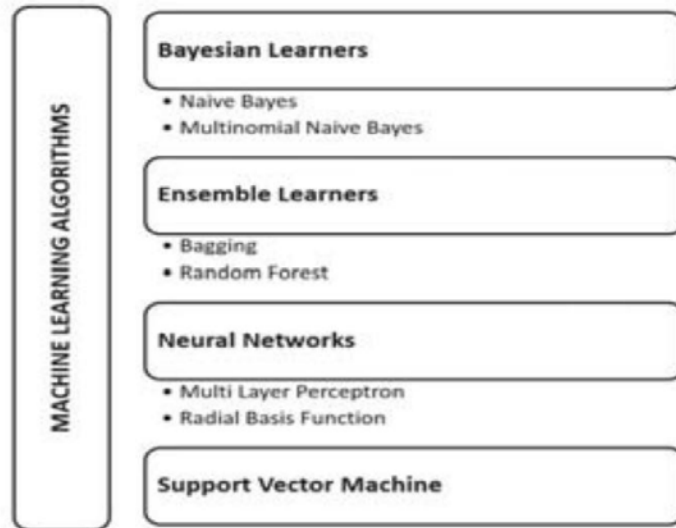 MACHINE LEARNING ALGORITHMS
Bayesian Learners
• Naive Bayes
• Multinomial Naive Bayes
Ensemble Learners
• Bagging
• Random Forest
Neural Networks
• Multi Layer Perceptron
• Radial Basis Function
Support Vector Machine